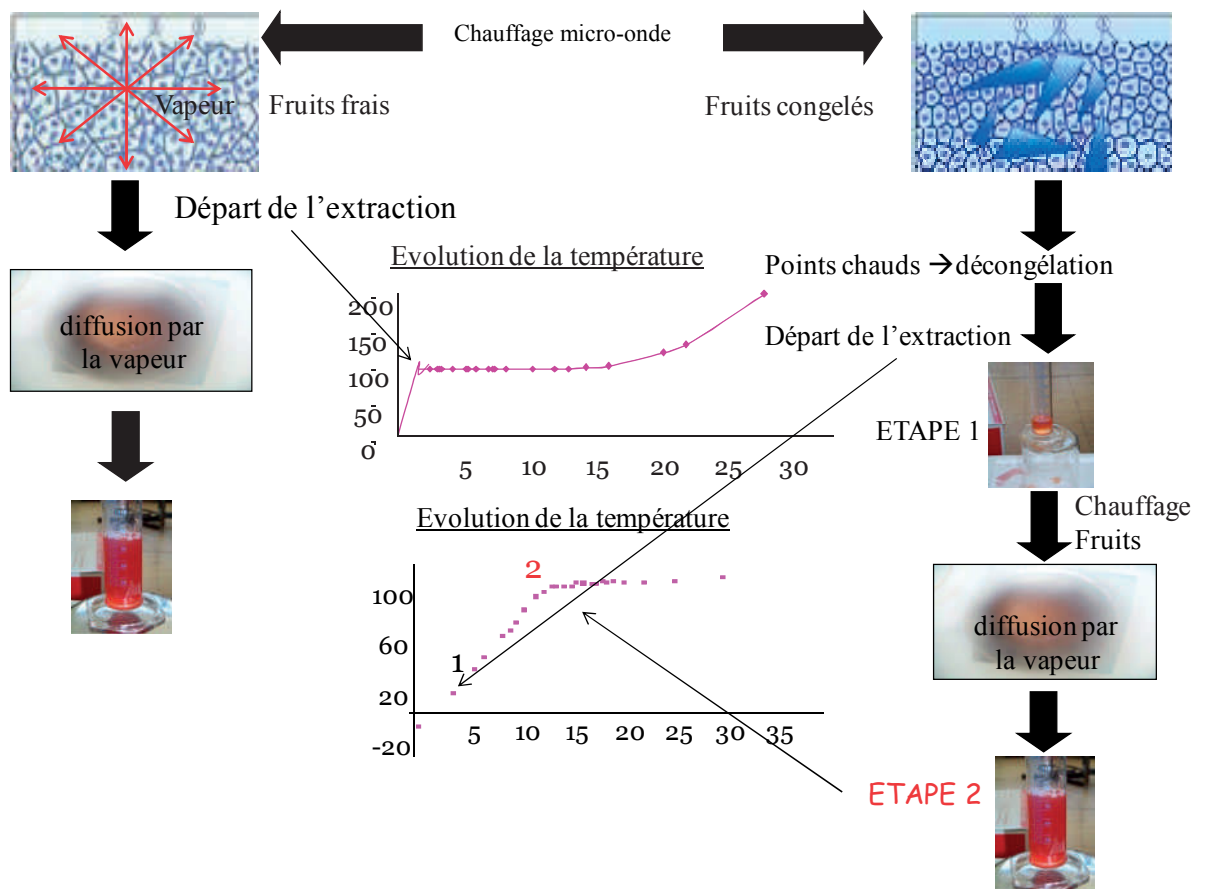 Chauffage micro-onde
Vapeur
Fruits frais
Fruits congelés
Départ de l'extraction
Evolution de la température
Points chauds → décongélation
diffusion par
la vapeur
200
150
100
50
0
5 10 15 20 25 30
Départ de l'extraction
ETAPE 1
Evolution de la température
Chauffage
Fruits
2
1
100
60
20
-20
5 10 15 20 25 30 35
diffusion par
la vapeur
ETAPE 2